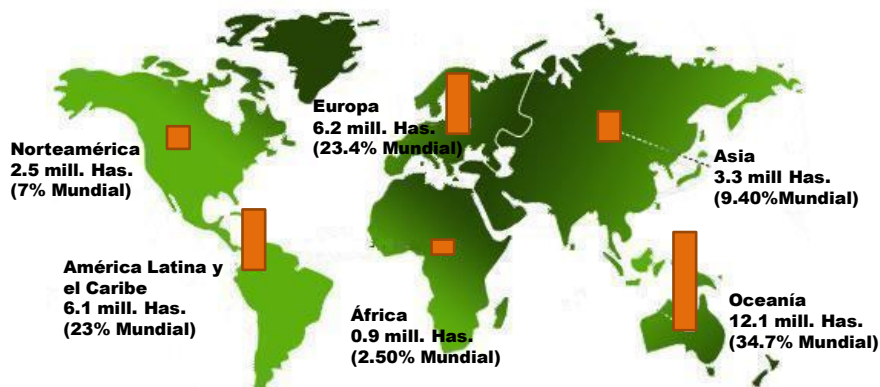 Norteamérica
2.5 mill. Has.
(7% Mundial)
Europa
6.2 mill. Has.
(23.4% Mundial)
Asia
3.3 mill Has.
(9.40%Mundial)
América Latina y
el Caribe
6.1 mill. Has.
(23% Mundial)
África
0.9 mill. Has.
(2.50% Mundial)
Oceanía
12.1 mill. Has.
(34.7% Mundial)